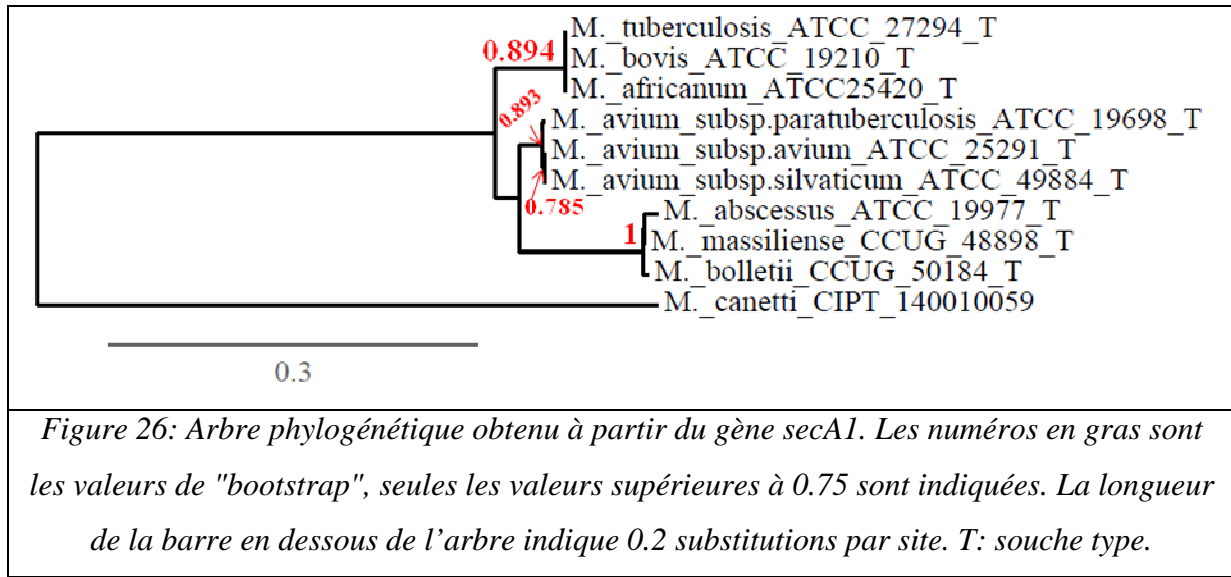 M._tuberculosis_ATCC_27294_T
0.894
M._bovis_ATCC_19210_T
M._africanum_ATCC25420_T
0.893
M._avium_subsp.paratuberculosis_ATCC_19698_T
M._avium_subsp.avium_ATCC_25291_T
M._avium_subsp.silvaticum_ATCC_49884_T
0.785
M._abscessus_ATCC_19977_T
1
M._massiliense_CCUG_48898_T
M._bolletii_CCUG_50184_T
M._canetti_CIPT_140010059
0.3
Figure 26: Arbre phylogénétique obtenu à partir du gène secA1. Les numéros en gras sont
les valeurs de "bootstrap", seules les valeurs supérieures à 0.75 sont indiquées. La longueur
de la barre en dessous de l’arbre indique 0.2 substitutions par site. T: souche type.